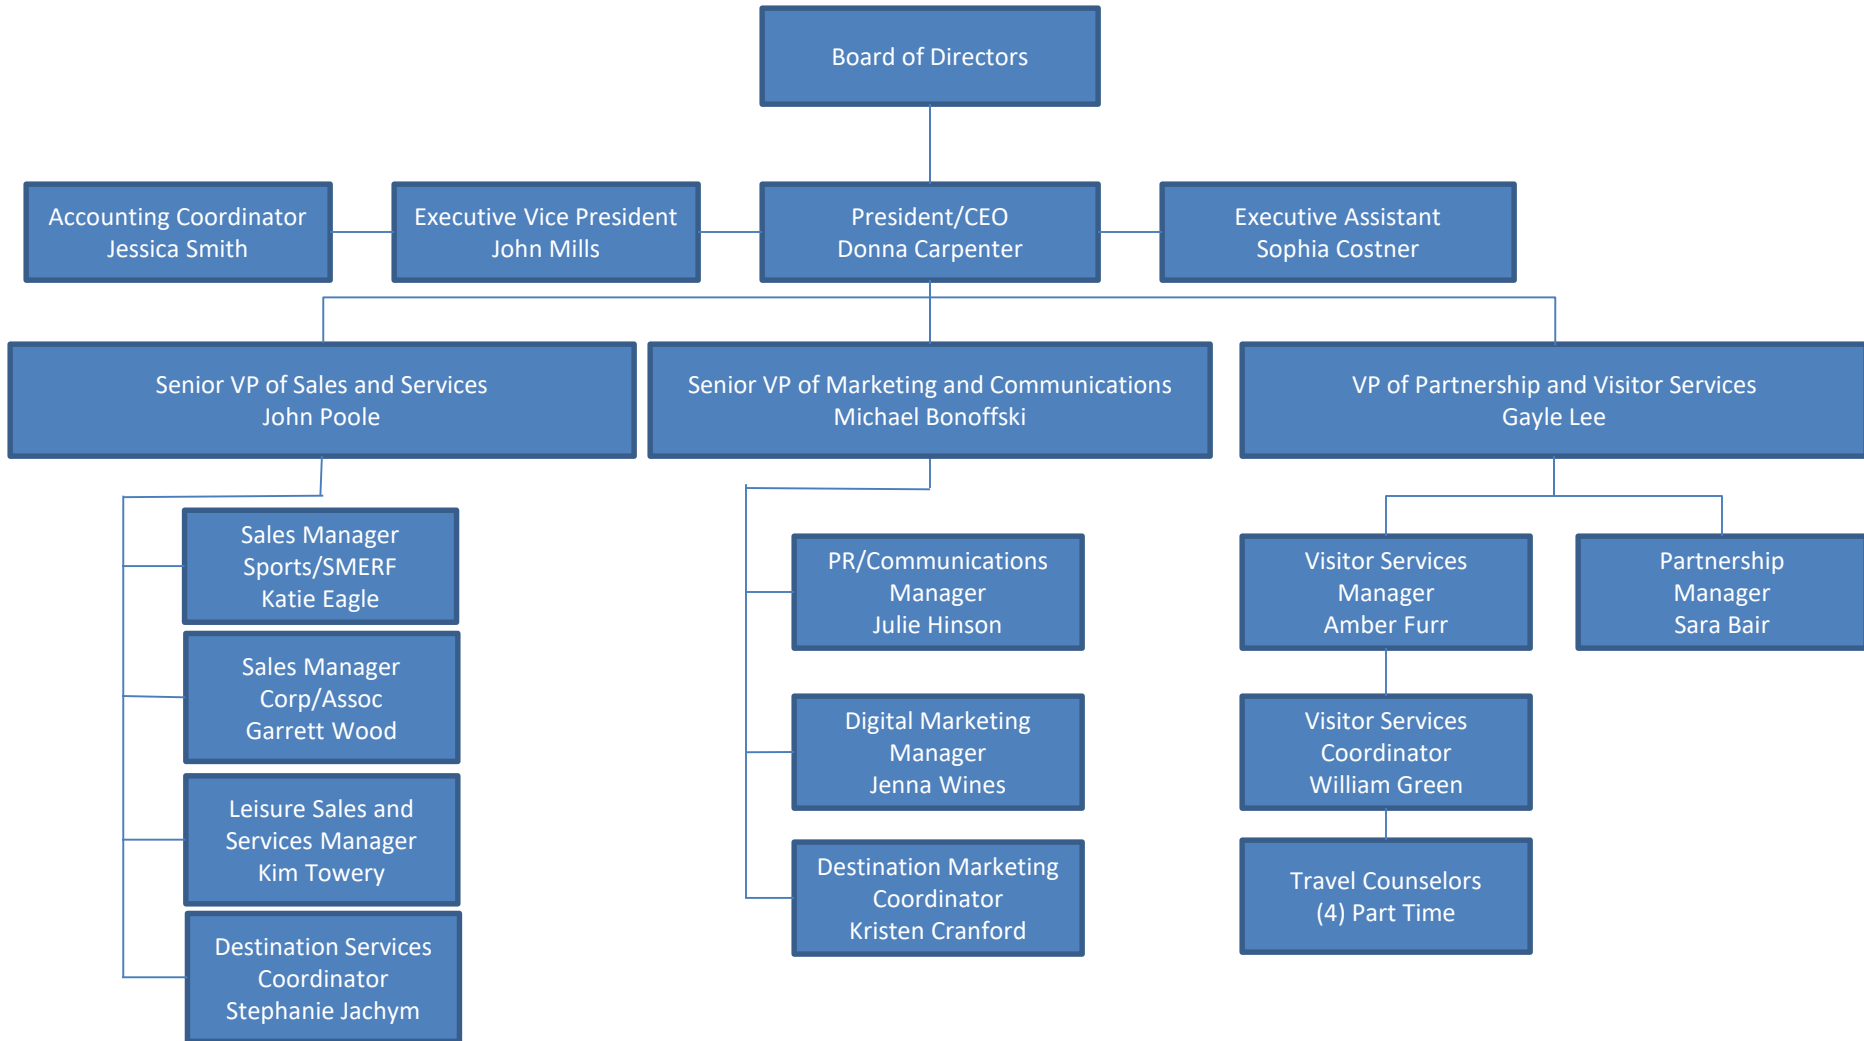 Board of Directors
Accounting Coordinator
Jessica Smith
Executive Vice President
John Mills
President/CEO
Donna Carpenter
Executive Assistant
Sophia Costner
Senior VP of Sales and Services
John Poole
Senior VP of Marketing and Communications
Michael Bonoffski
VP of Partnership and Visitor Services
Gayle Lee
Sales Manager
Sports/SMERF
Katie Eagle
Sales Manager
Corp/Assoc
Garrett Wood
Leisure Sales and
Services Manager
Kim Towery
Destination Services
Coordinator
Stephanie Jachym
PR/Communications
Manager
Julie Hinson
Digital Marketing
Manager
Jenna Wines
Destination Marketing
Coordinator
Kristen Cranford
Visitor Services
Manager
Amber Furr
Visitor Services
Coordinator
William Green
Travel Counselors
(4) Part Time
Partnership
Manager
Sara Bair